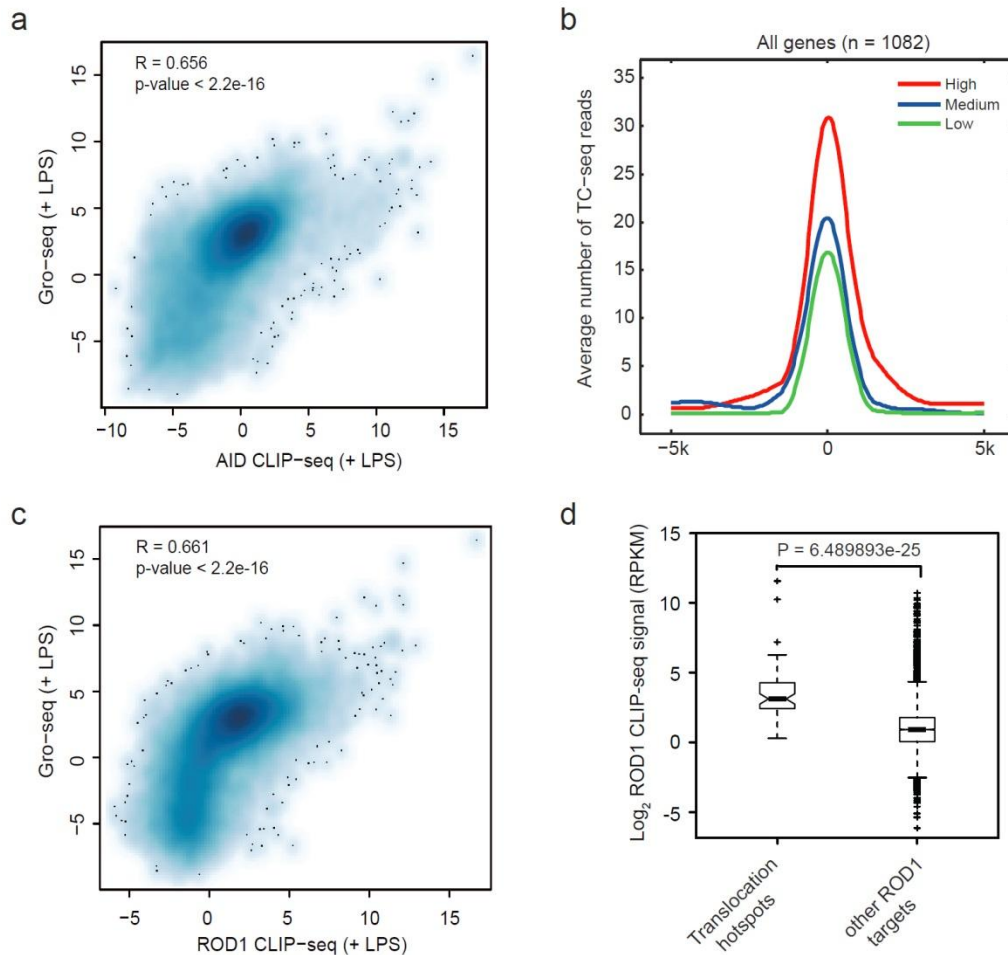 a
R = 0.656
p-value < 2.2e-16
Gro−seq (+ LPS)
15
10
5
0
−5
−10
−5
0
5
10
15
AID CLIP−seq (+ LPS)
b
All genes (n = 1082)
High
Medium
Low
Average number of TC−seq reads
35
30
25
20
15
10
5
0
−5k
0
5k
c
R = 0.661
p-value < 2.2e-16
Gro−seq (+ LPS)
15
10
5
0
−5
−5
0
5
10
15
ROD1 CLIP−seq (+ LPS)
d
P = 6.489893e-25
Log2 ROD1 CLIP−seq signal (RPKM)
15
10
5
0
−5
Translocation
hotspots
other ROD1
targets